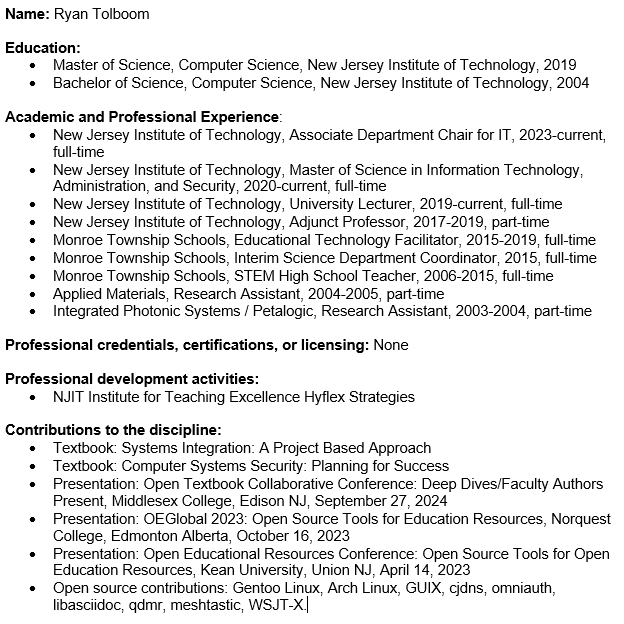 Name: Ryan Tolboom
Education:
• Master of Science, Computer Science, New Jersey Institute of Technology, 2019
• Bachelor of Science, Computer Science, New Jersey Institute of Technology, 2004
Academic and Professional Experience:
• New Jersey Institute of Technology, Associate Department Chair for IT, 2023-current,
full-time
• New Jersey Institute of Technology, Master of Science in Information Technology,
Administration, and Security, 2020-current, full-time
• New Jersey Institute of Technology, University Lecturer, 2019-current, full-time
• New Jersey Institute of Technology, Adjunct Professor, 2017-2019, part-time
• Monroe Township Schools, Educational Technology Facilitator, 2015-2019, full-time
• Monroe Township Schools, Interim Science Department Coordinator, 2015, full-time
• Monroe Township Schools, STEM High School Teacher, 2006-2015, full-time
• Applied Materials, Research Assistant, 2004-2005, part-time
• Integrated Photonic Systems / Petalogic, Research Assistant, 2003-2004, part-time
Professional credentials, certifications, or licensing: None
Professional development activities:
• NJIT Institute for Teaching Excellence Hyflex Strategies
Contributions to the discipline:
• Textbook: Systems Integration: A Project Based Approach
• Textbook: Computer Systems Security: Planning for Success
• Presentation: Open Textbook Collaborative Conference: Deep Dives/Faculty Authors
Present, Middlesex College, Edison NJ, September 27, 2024
• Presentation: OEGlobal 2023: Open Source Tools for Education Resources, Norquest
College, Edmonton Alberta, October 16, 2023
• Presentation: Open Educational Resources Conference: Open Source Tools for Open
Education Resources, Kean University, Union NJ, April 14, 2023
• Open source contributions: Gentoo Linux, Arch Linux, GUIX, cjdns, omniauth,
libasciidoc, qdmr, meshtastic, WSJT-X.